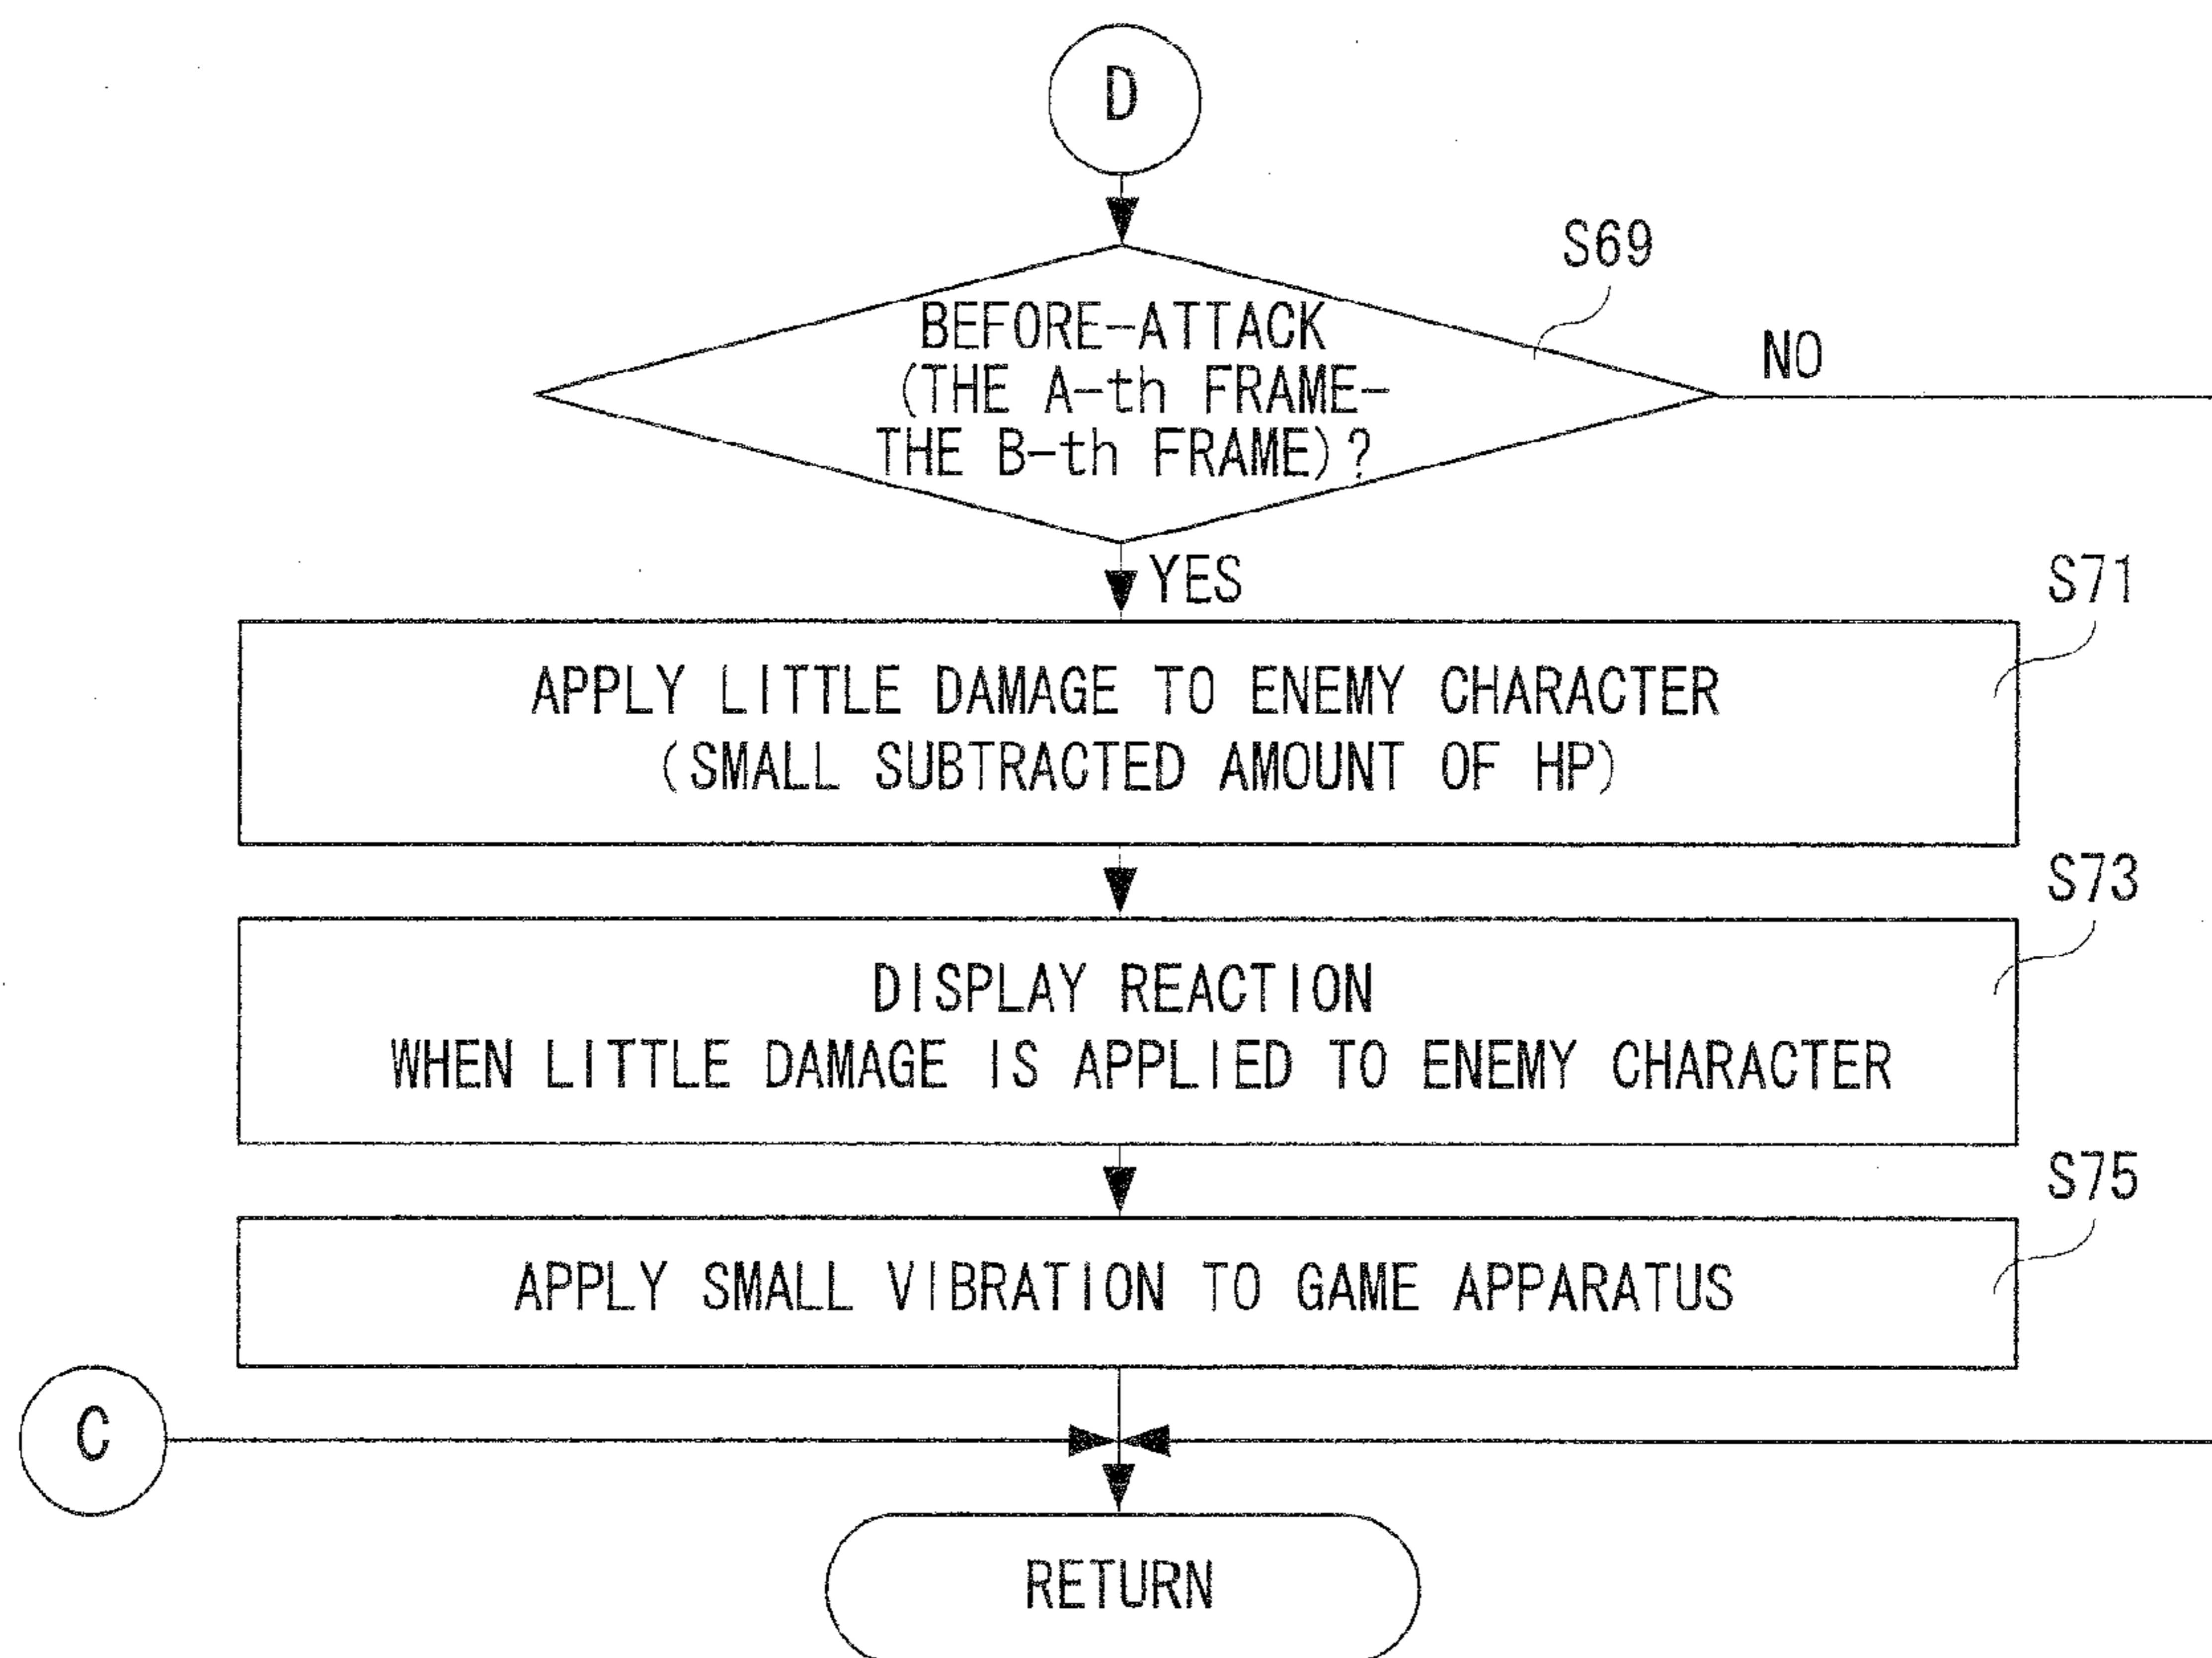 D
S69
BEFORE-ATTACK
(THE A-th FRAME-
THE B-th FRAME)?
NO
YES
S71
APPLY LITTLE DAMAGE TO ENEMY CHARACTER
(SMALL SUBTRACTED AMOUNT OF HP)
S73
DISPLAY REACTION
WHEN LITTLE DAMAGE IS APPLIED TO ENEMY CHARACTER
S75
APPLY SMALL VIBRATION TO GAME APPARATUS
C
RETURN